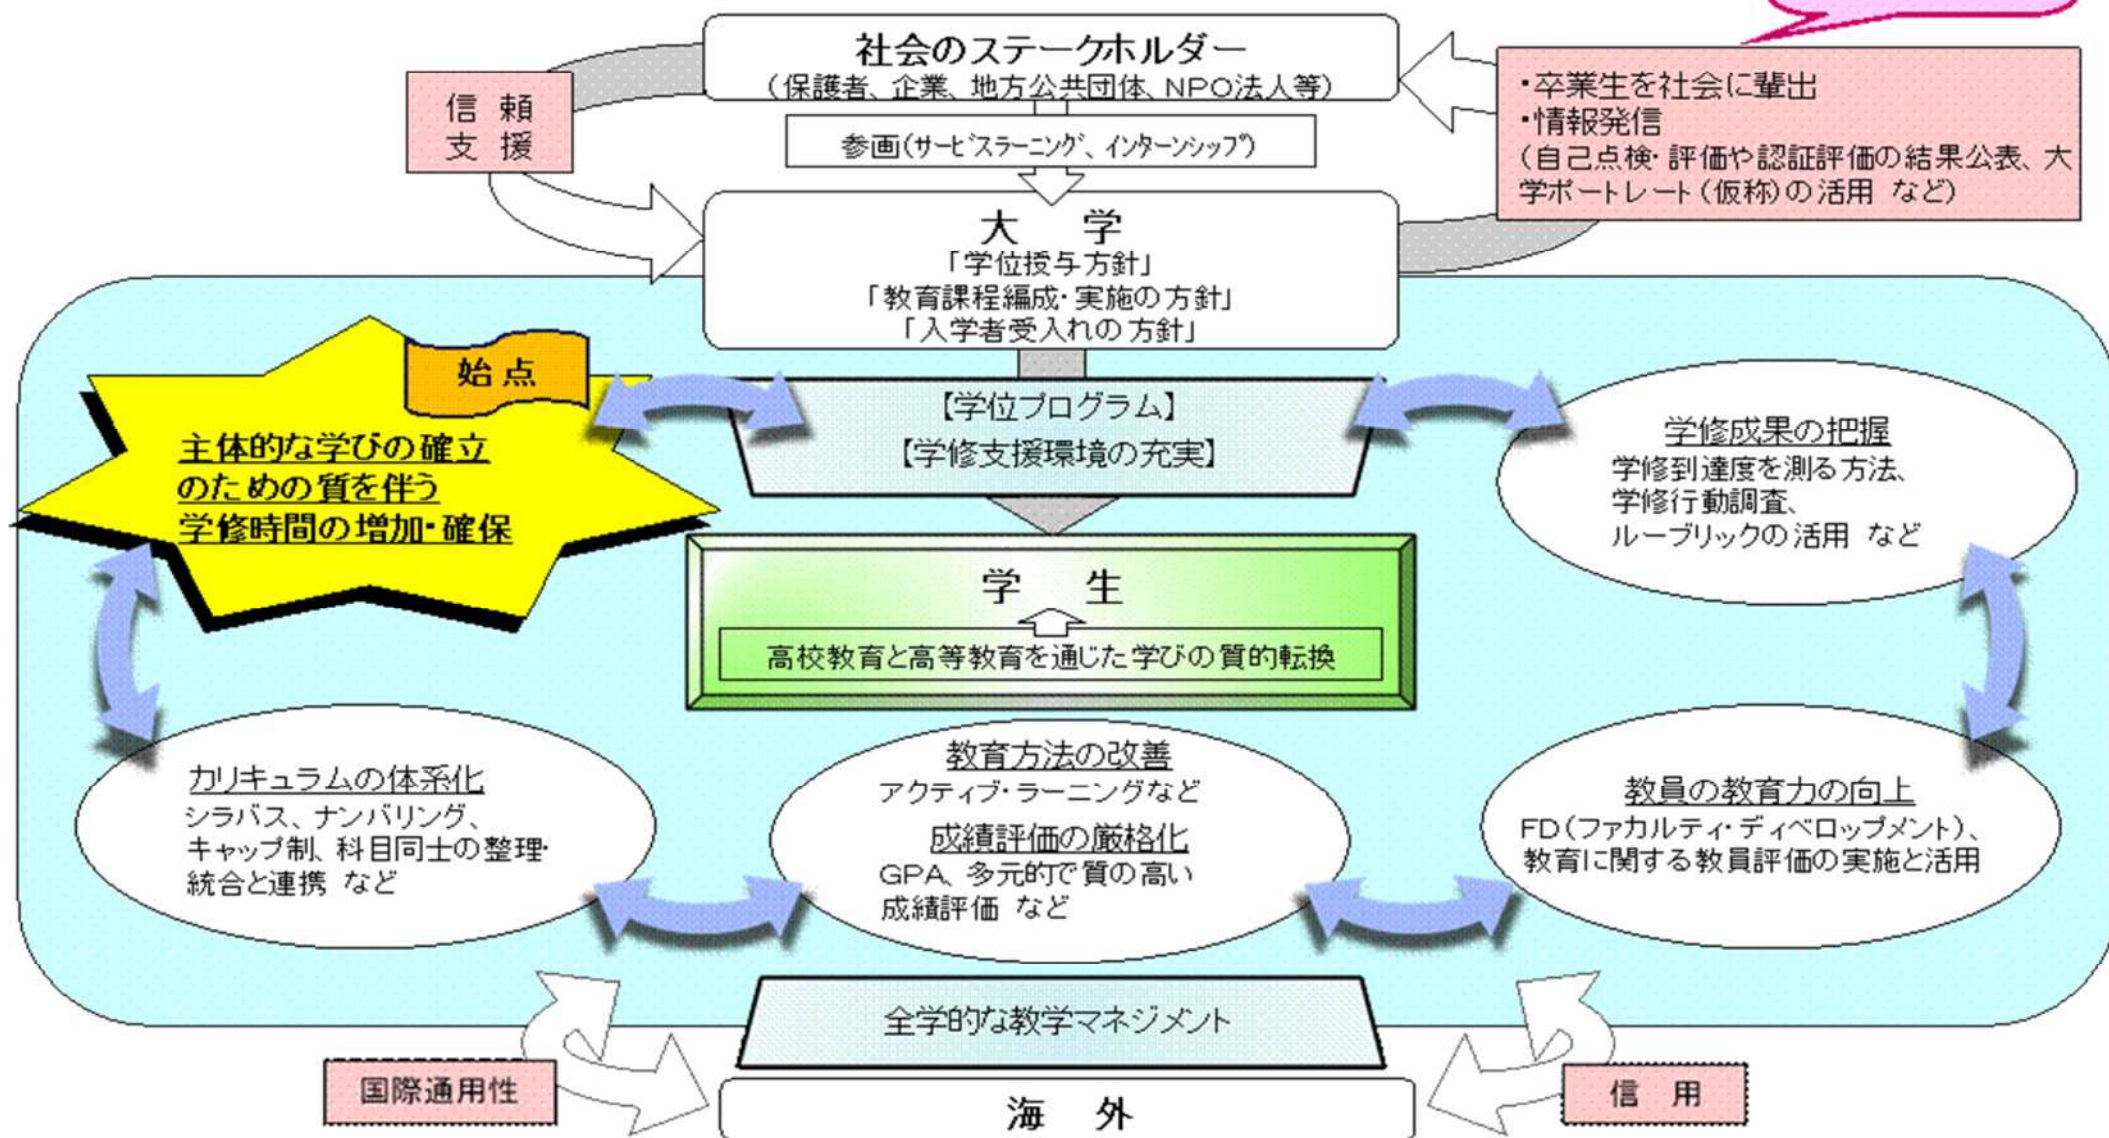 社会のステークホルダー
(保護者、企業、地方公共団体、NPO法人等)
信 頼
支 援
参画(サービスラーニング、インターンシップ)
・卒業生を社会に輩出
・情報発信
(自己点検・評価や認証評価の結果公表、大
学ポートレート(仮称)の活用 など)
大 学
「学位授与方針」
「教育課程編成・実施の方針」
「入学者受入れの方針」
始点
主体的な学びの確立
のための質を伴う
学修時間の増加・確保
【学位プログラム】
【学修支援環境の充実】
学修成果の把握
学修到達度を測る方法、
学修行動調査、
ルーブリックの活用 など
学 生
高校教育と高等教育を通じた学びの質的転換
カリキュラムの体系化
シラバス、ナンバリング、
キャップ制、科目同士の整理・
統合と連携 など
教育方法の改善
アクティブ・ラーニングなど
成績評価の厳格化
GPA、多元的で質の高い
成績評価 など
教員の教育力の向上
FD(ファカルティ・ディベロップメント)、
教育に関する教員評価の実施と活用
全学的な教学マネジメント
国際通用性
海 外
信 用